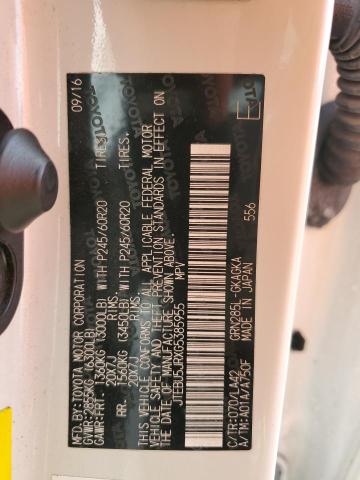 MFD. BY: TOYOTA MOTOR CORPORATION 09/16
GVWR: 2855KG (6300LB)
GAWR: FRT. 1360KG (3000LB) WITH P245/60R20 TIRES.
20X7J RIMS.
RR. 1560KG (3450LB) WITH P245/60R20 TIRES.
20X7J RIMS.
THIS VEHICLE CONFORMS TO ALL APPLICABLE FEDERAL MOTOR
VEHICLE SAFETY AND THEFT PREVENTION STANDARDS IN EFFECT ON
THE DATE OF MANUFACTURE SHOWN ABOVE.
JTEBU5JRXG5385955 MPV
556
C/TR: 070/LA42 GRN285L-GKAGKA
A/TM: A01A/A750F MADE IN JAPAN